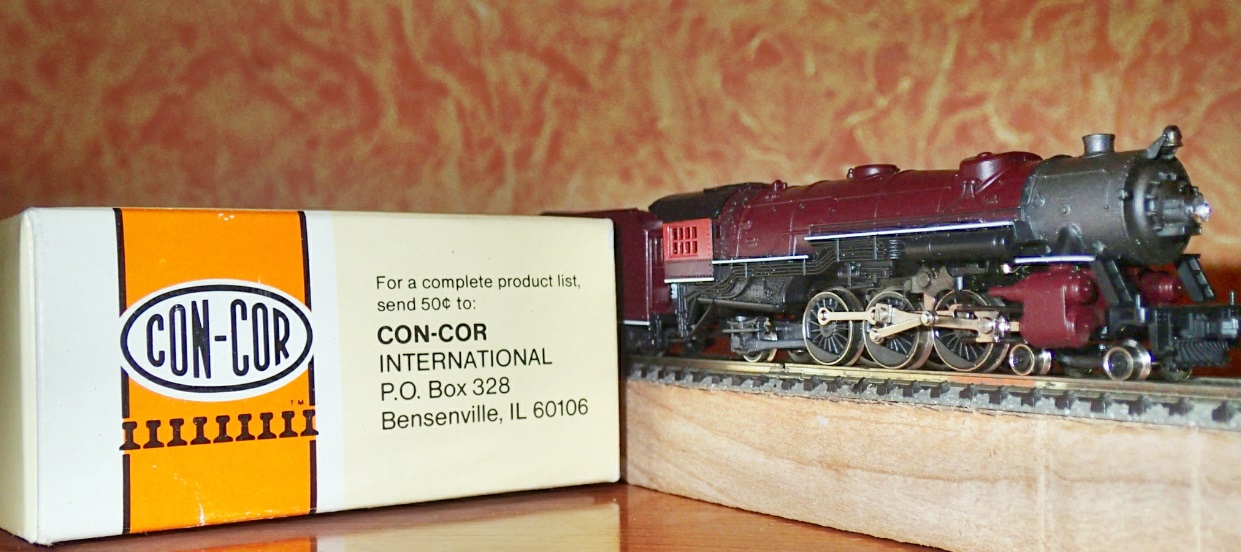 CON-COR
TM
For a complete product list,
send 50¢ to:
CON-COR
INTERNATIONAL
P.O. Box 328
Bensenville, IL 60106